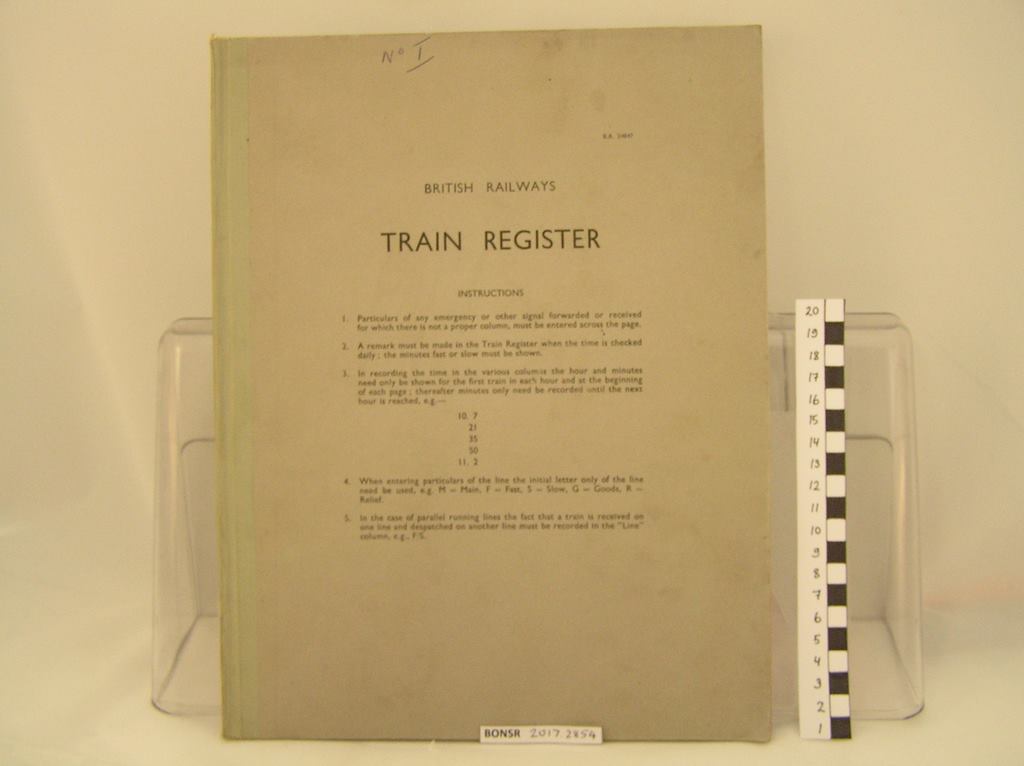 No I
BRITISH RAILWAYS
TRAIN REGISTER
INSTRUCTIONS
1. Particulars of any emergency or other signal forwarded or received
for which there is not a proper column, must be entered across the page.
2. A remark must be made in the Train Register when the time is checked
daily ; the minutes fast or slow must be shown.
3. In recording the time in the various columns the hour and minutes
need only be shown for the first train in each hour and at the beginning
of each page ; thereafter minutes only need be recorded until the next
hour is reached, e.g.—
10. 7
21
35
50
11. 2
4. When entering particulars of the line the initial letter only of the line
need be used, e.g. M = Main, F = Fast, S = Slow, G = Goods, R =
Relief.
5. In the case of parallel running lines the fact that a train is received on
one line and despatched on another line must be recorded in the "Line"
column, e.g., F/S.
BONSR 2017 2854
20
19
18
17
16
15
14
13
12
11
10
9
8
7
6
5
4
3
2
1